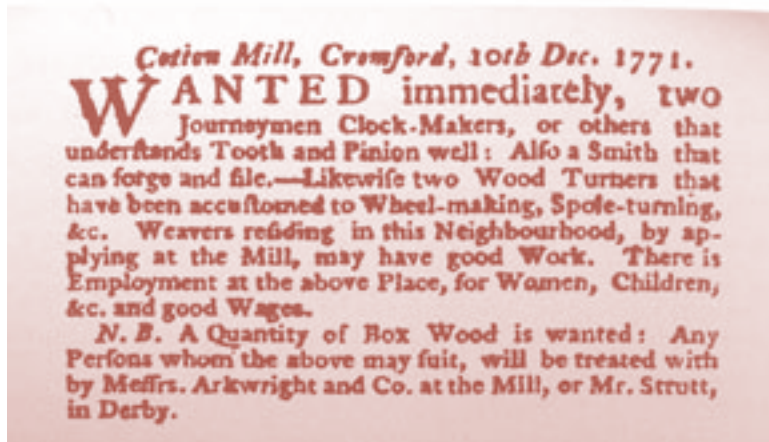 Cotton Mill, Cromford, 10th Dec. 1771.
WANTED immediately, two
Journeymen Clock-Makers, or others that
underſtands Tooth and Pinion well: Alſo a Smith that
can forge and file.—Likewiſe two Wood Turners that
have been accuſtomed to Wheel-making, Spole-turning,
&c. Weavers reſiding in this Neighbourhood, by ap-
plying at the Mill, may have good Work. There is
Employment at the above Place, for Women, Children,
&c. and good Wages.
N. B. A Quantity of Box Wood is wanted: Any
Perſons whom the above may ſuit, will be treated with
by Meſſrs. Arkwright and Co. at the Mill, or Mr. Strutt,
in Derby.